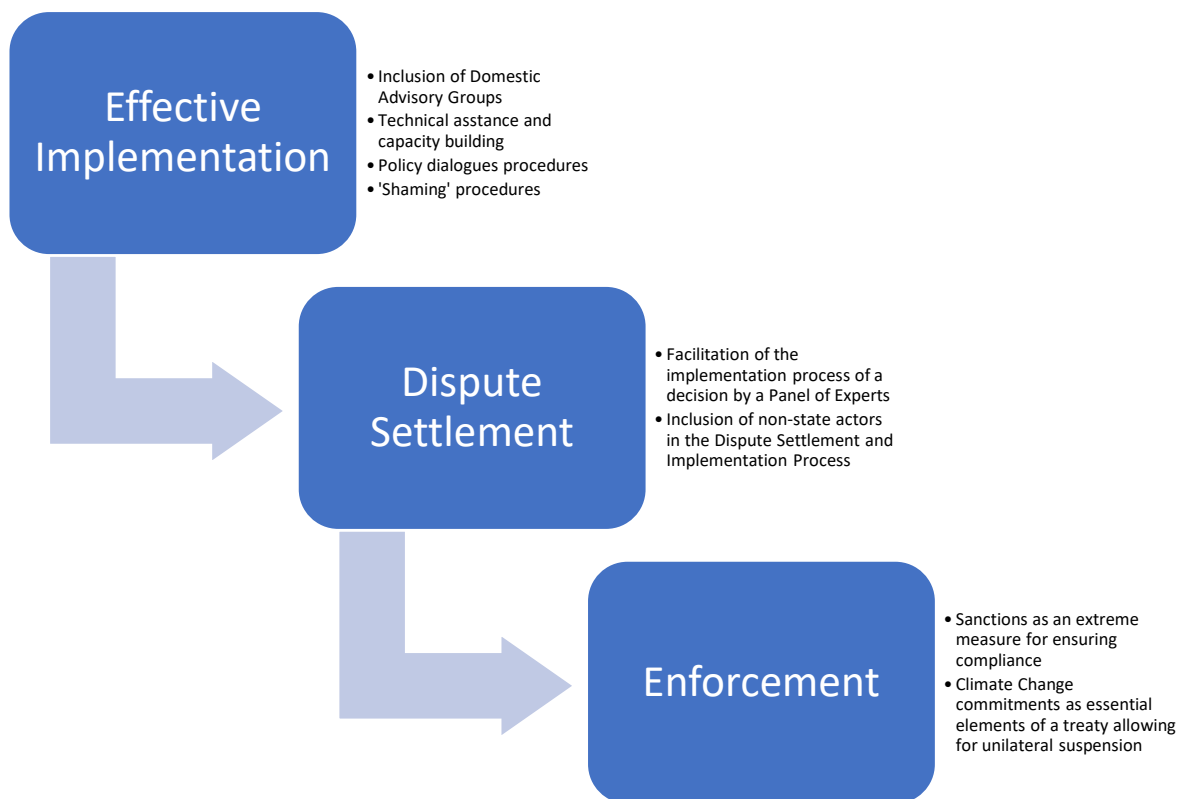 Effective
Implementation
• Inclusion of Domestic
Advisory Groups
• Technical asstance and
capacity building
• Policy dialogues procedures
• 'Shaming' procedures
Dispute
Settlement
• Facilitation of the
implementation process of a
decision by a Panel of Experts
• Inclusion of non-state actors
in the Dispute Settlement and
Implementation Process
Enforcement
• Sanctions as an extreme
measure for ensuring
compliance
• Climate Change
commitments as essential
elements of a treaty allowing
for unilateral suspension